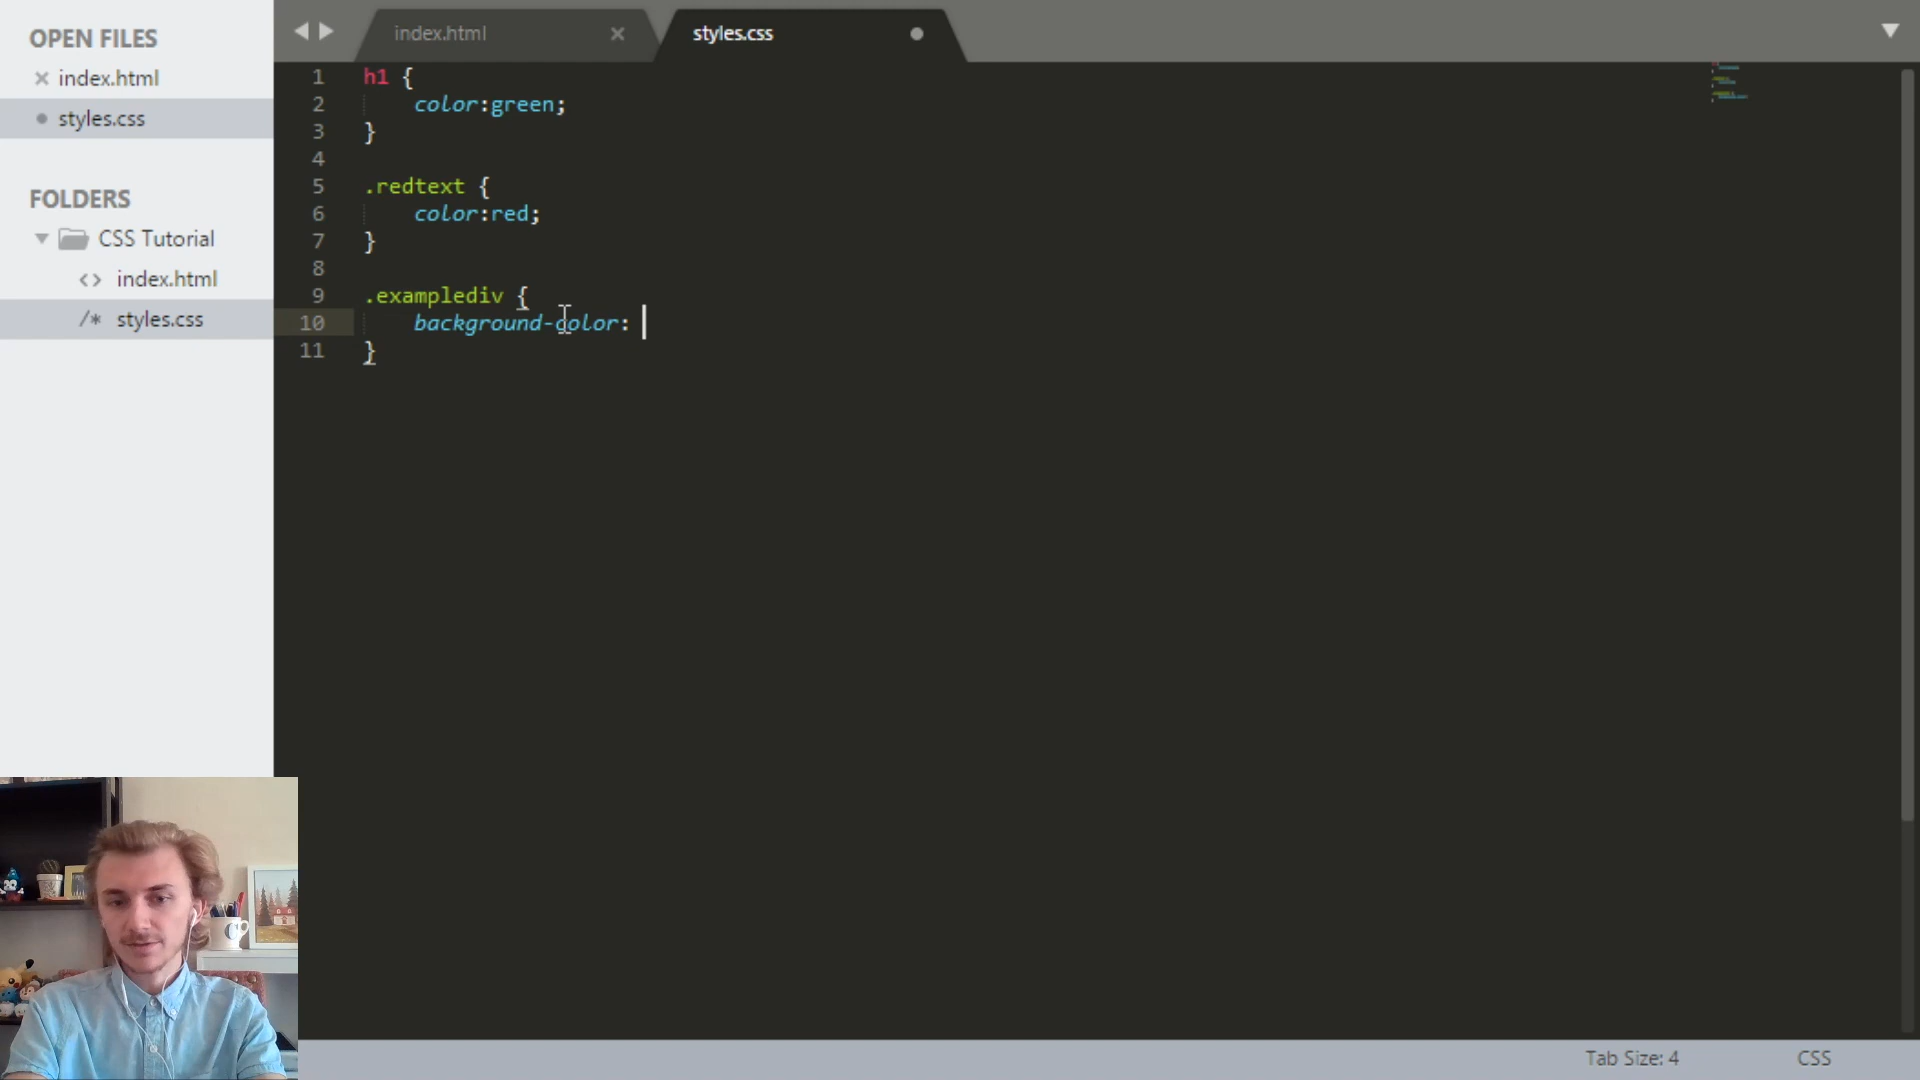 OPEN FILES
index.html
styles.css
FOLDERS
CSS Tutorial
index.html
styles.css
index.html
styles.css
1 h1 {
2 color:green;
3 }
4
5 .redtext {
6 color:red;
7 }
8
9 .examplediv {
10 background-color:
11 }
Tab Size: 4
CSS